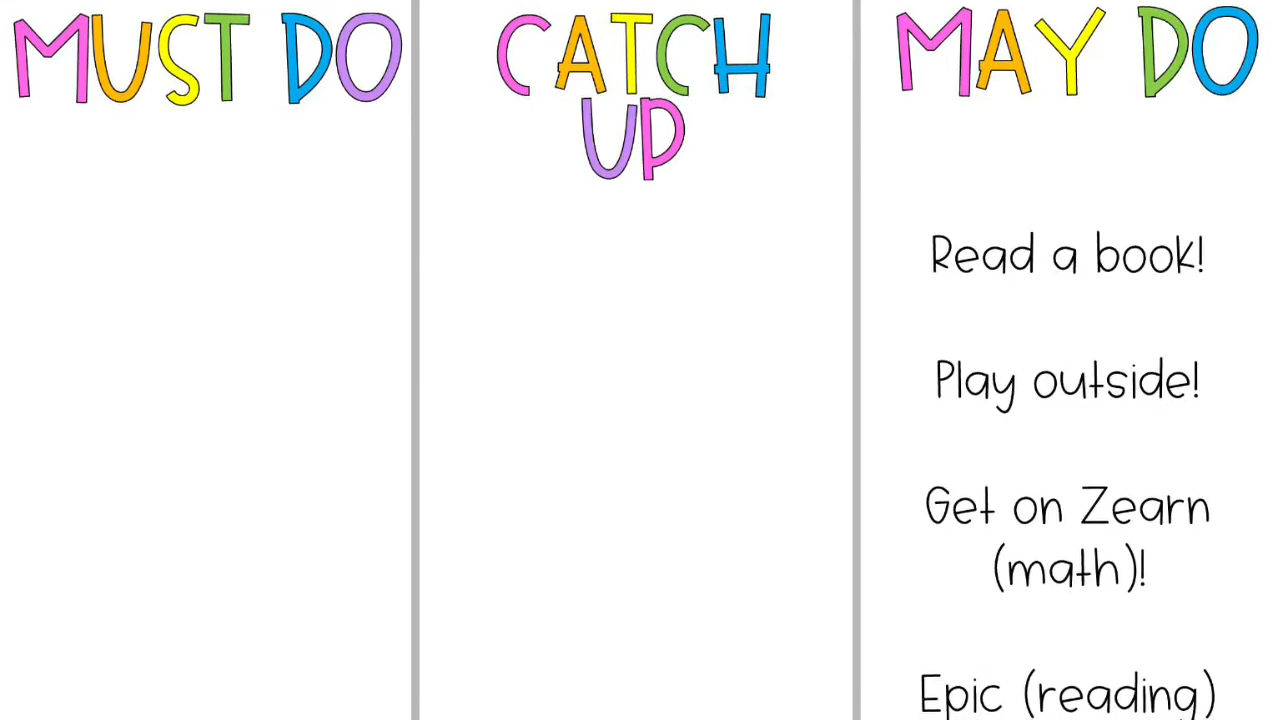 MUST DO
CATCH
UP
MAY DO
Read a book!
Play outside!
Get on Zearn
(math)!
Epic (reading)